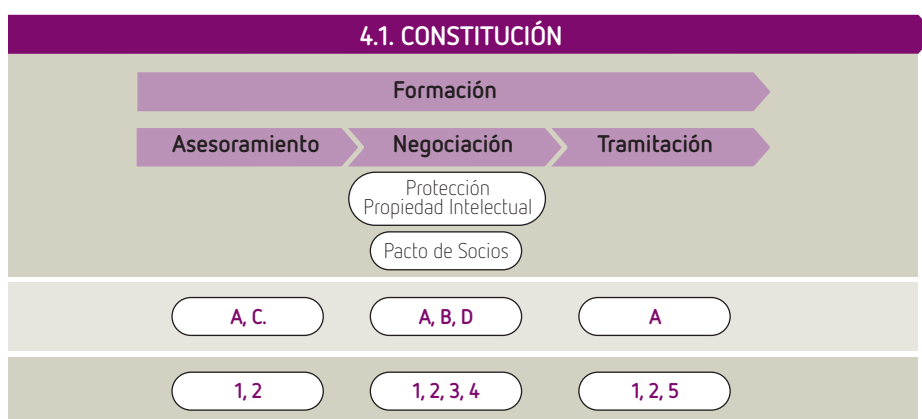 4.1. CONSTITUCIÓN
Formación
Asesoramiento
Negociación
Tramitación
Protección
Propiedad Intelectual
Pacto de Socios
A, C.
A, B, D
A
1, 2
1, 2, 3, 4
1, 2, 5